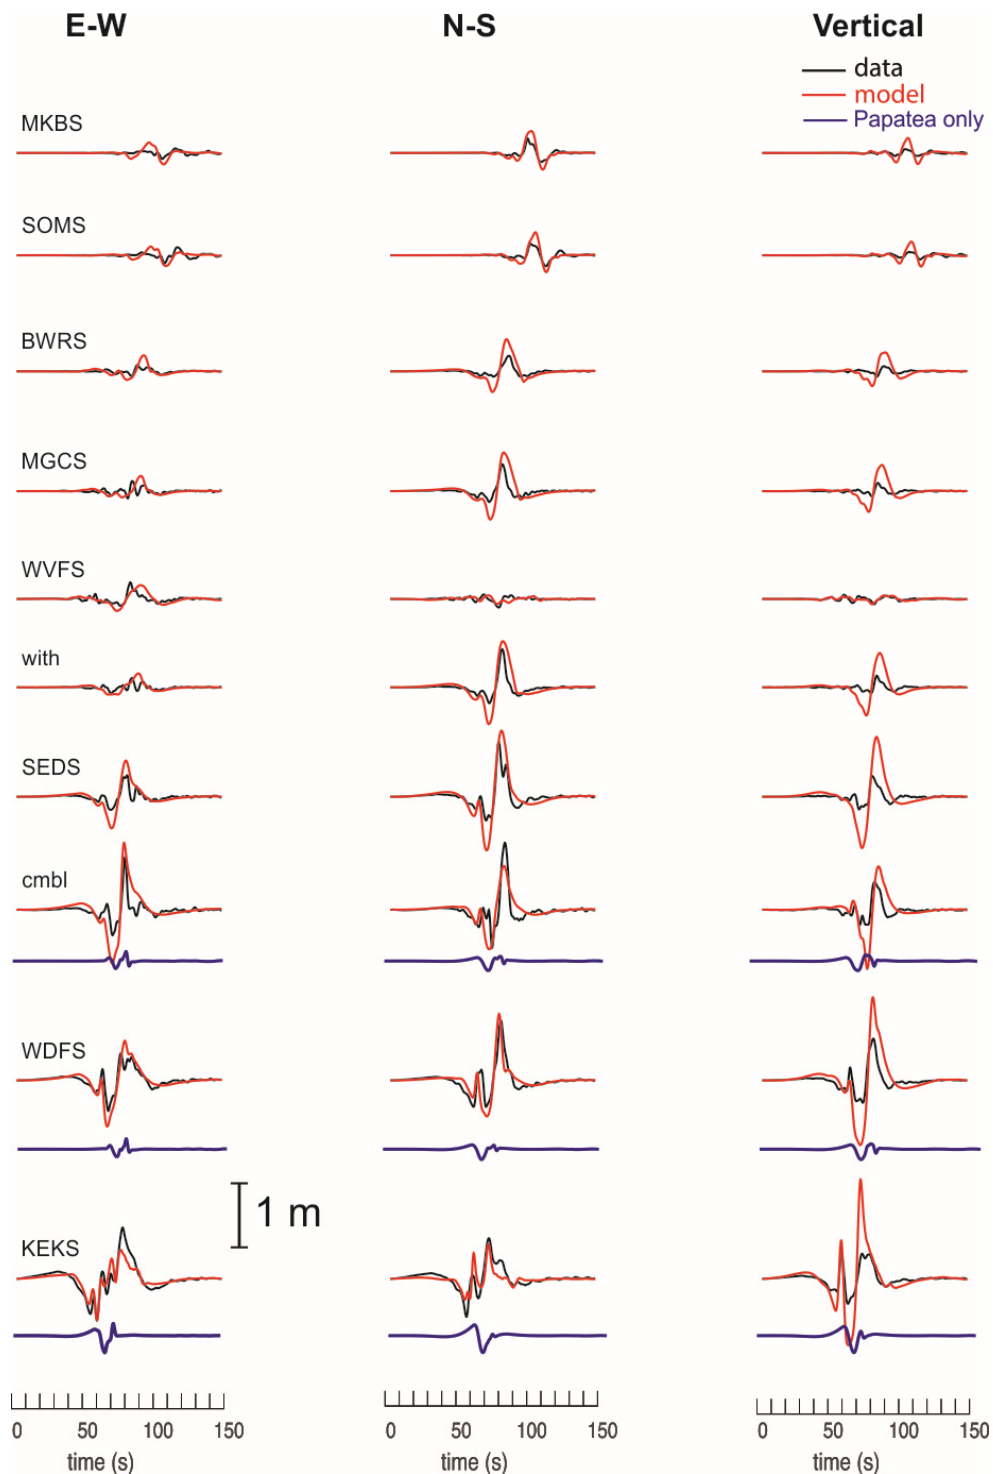 E-W N-S Vertical
data
model
Papatea only
MKBS
SOMS
BWRS
MGCS
WVFS
with
SEDS
cmbl
WDFS
1 m
KEKS
0 50 100 150 0 50 100 150 0 50 100 150
time (s) time (s) time (s)